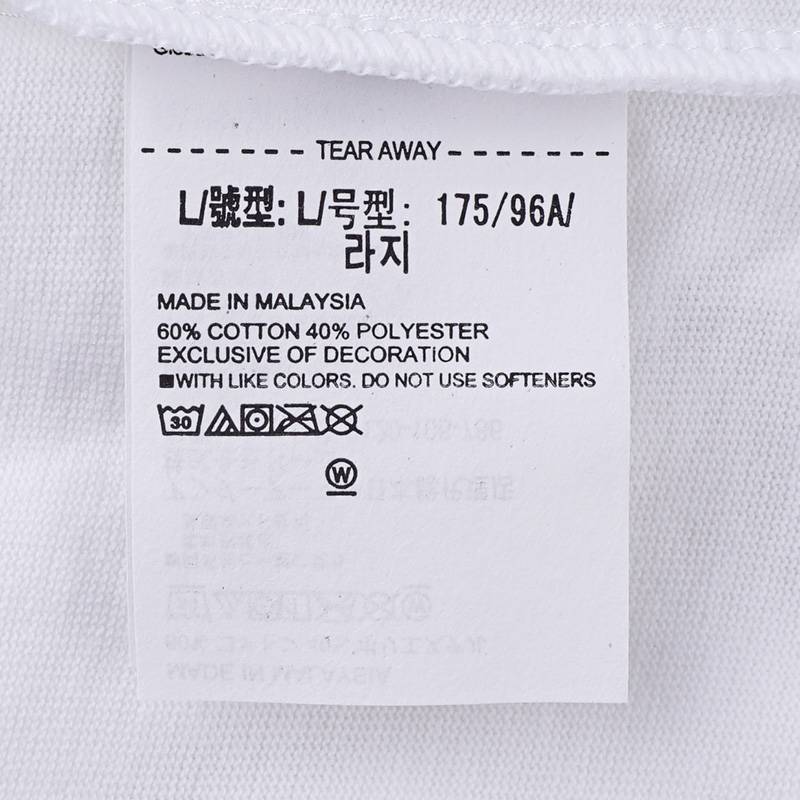 TEAR AWAY
L/號型: L/号型: 175/96A/
라지
MADE IN MALAYSIA
60% COTTON 40% POLYESTER
EXCLUSIVE OF DECORATION
■WITH LIKE COLORS. DO NOT USE SOFTENERS
30
W